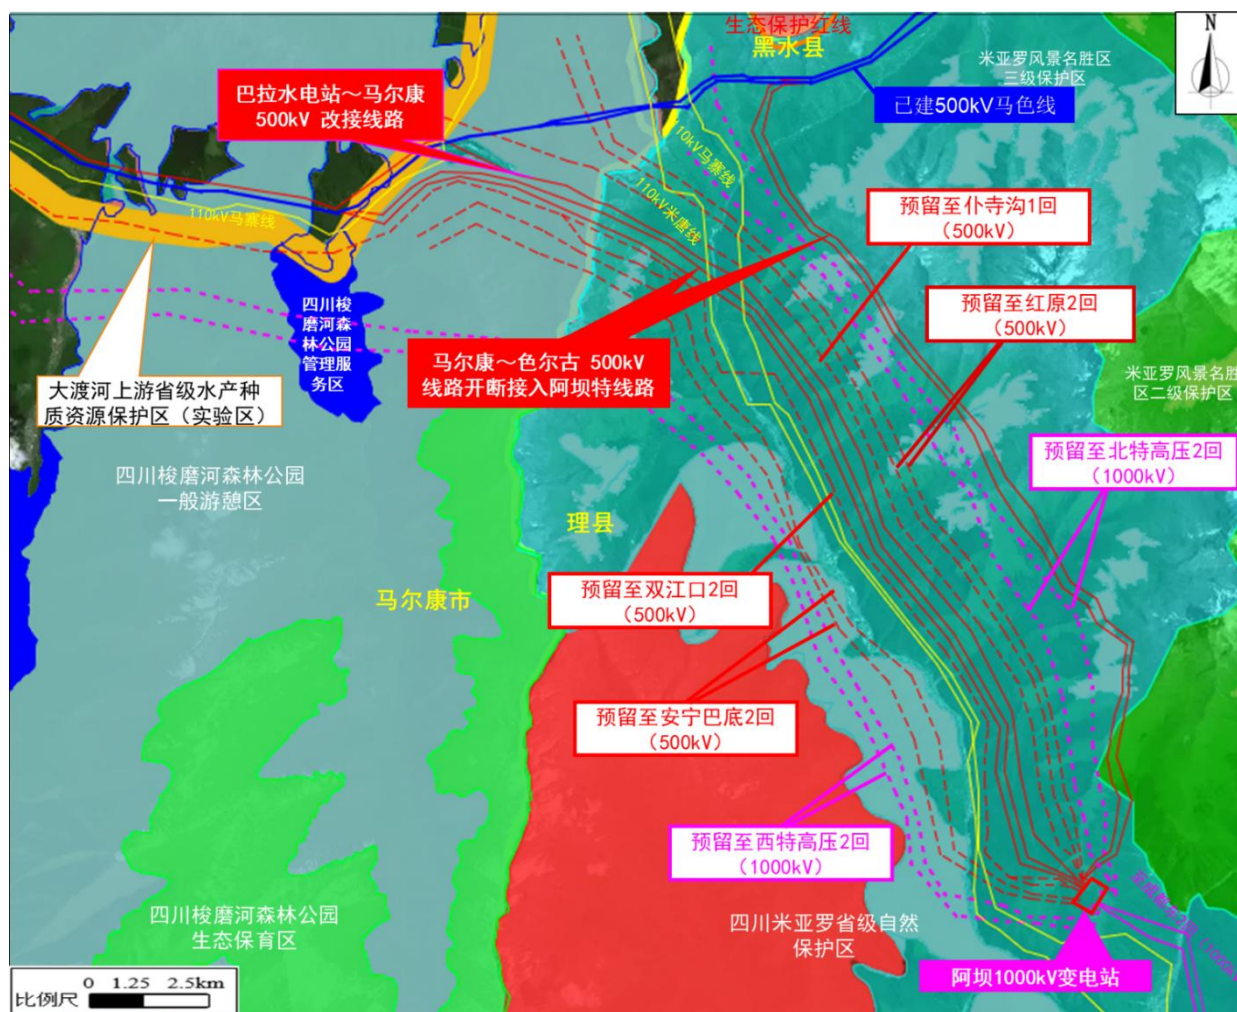 生态保护红线
黑水县
N
米亚罗风景名胜区
三级保护区
巴拉水电站～马尔康
500kV 改接线路
已建500kV马色线
10kV马寨线
110kV米唐线
110kV马寨线
预留至仆寺沟1回
（500kV）
预留至红原2回
（500kV）
四川梭
磨河森
林公园
管理服
务区
马尔康～色尔古 500kV
线路开断接入阿坝特线路
大渡河上游省级水产种
质资源保护区（实验区）
米亚罗风景名胜
区二级保护区
预留至北特高压2回
（1000kV）
四川梭磨河森林公园
一般游憩区
理县
马尔康市
预留至双江口2回
（500kV）
预留至安宁巴底2回
（500kV）
预留至西特高压2回
（1000kV）
四川梭磨河森林公园
生态保育区
四川米亚罗省级自然
保护区
阿坝1000kV变电站
0 1.25 2.5km
比例尺